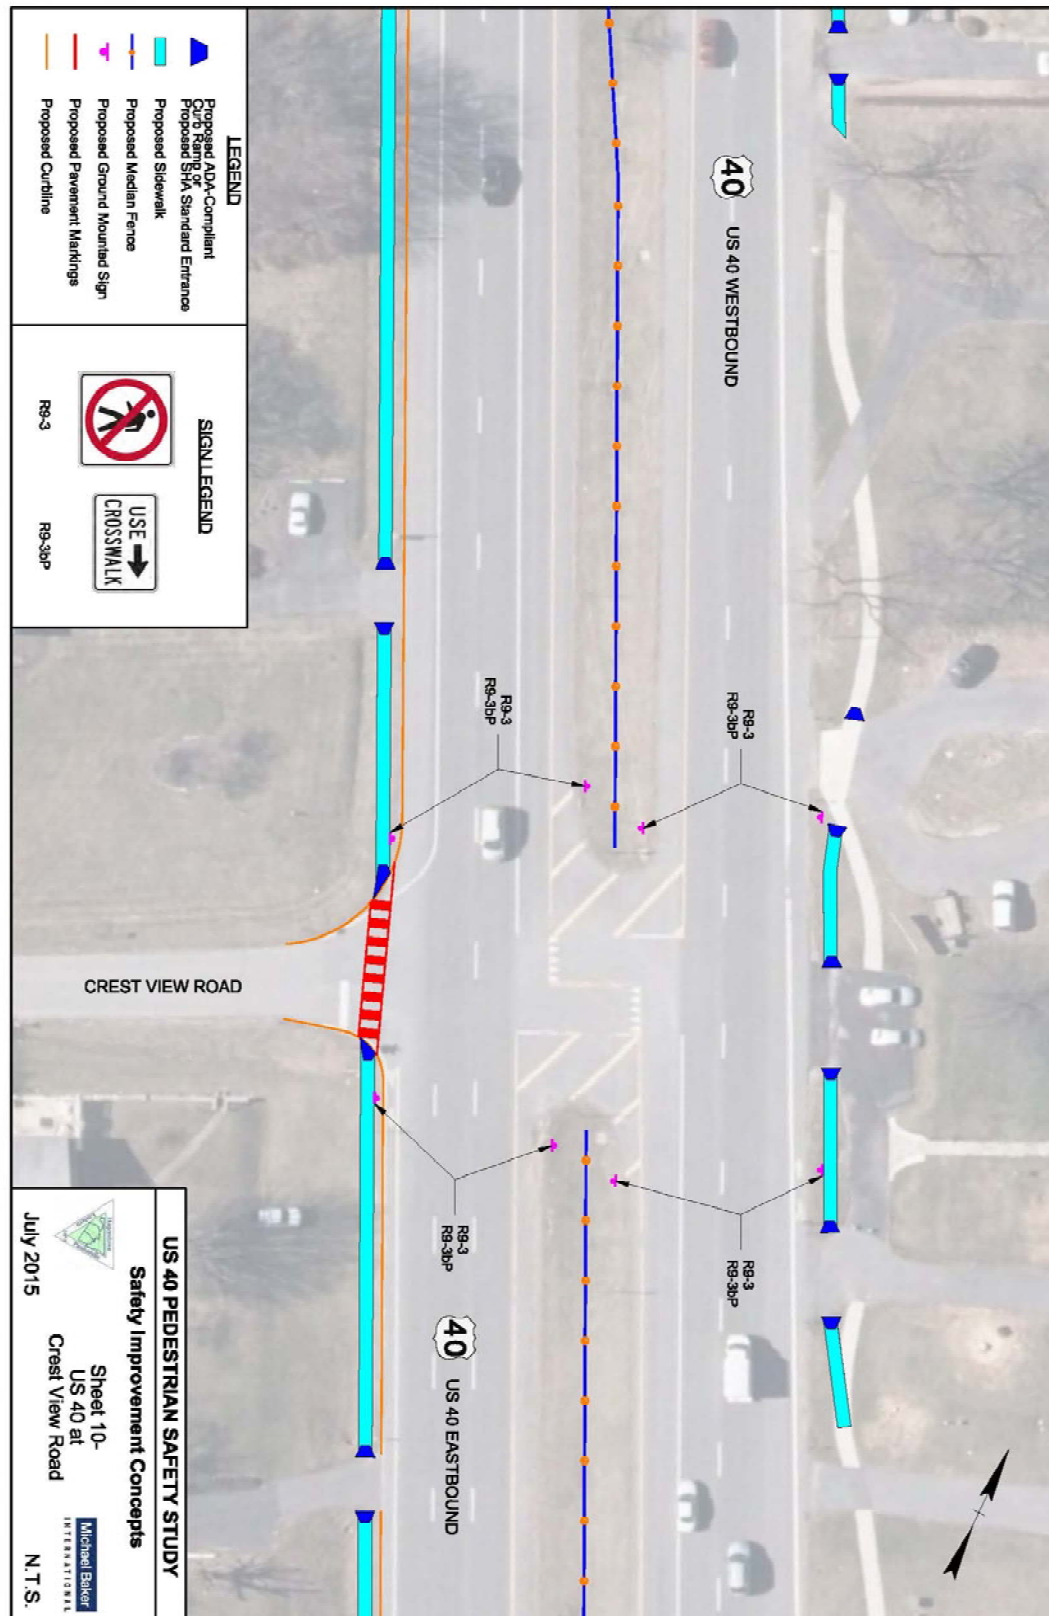 LEGEND
Proposed ADA-Compliant
Curb Ramp or
Proposed SHA Standard Entrance
Proposed Sidewalk
Proposed Median Fence
Proposed Ground Mounted Sign
Proposed Pavement Markings
Proposed Curbline
SIGN LEGEND
USE
CROSSWALK
R9-3
R9-3bP
40
US 40 WESTBOUND
R9-3
R9-3bP
R9-3
R9-3bP
CREST VIEW ROAD
R9-3
R9-3bP
R9-3
R9-3bP
40
US 40 EASTBOUND
US 40 PEDESTRIAN SAFETY STUDY
Safety Improvement Concepts
Sheet 10-
US 40 at
Crest View Road
July 2015
Michael Baker
INTERNATIONAL
N.T.S.